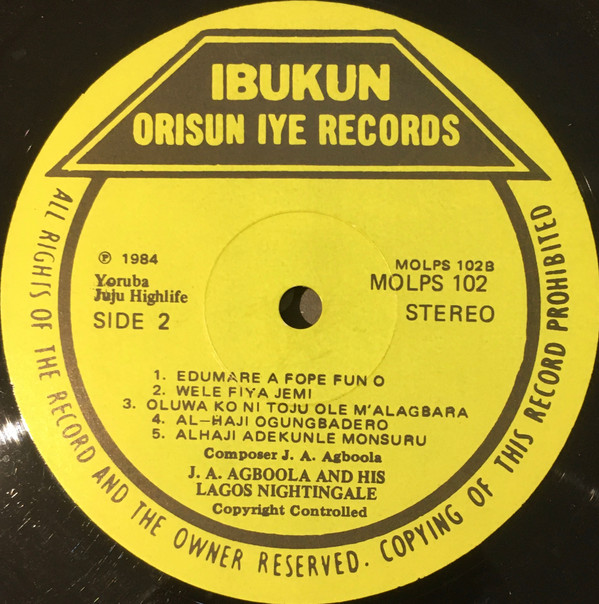 IBUKUN
ORISUN IYE RECORDS
℗ 1984
Yoruba
Juju Highlife
SIDE 2
MOLPS 102B
MOLPS 102
STEREO
1. EDUMARE A FOPE FUN O
2. WELE FIYA JEMI
3. OLUWA KO NI TOJU OLE M'ALAGBARA
4. AL-HAJI OGUNGBADERO
5. ALHAJI ADEKUNLE MONSURU
Composer J. A. Agboola
J. A. AGBOOLA AND HIS
LAGOS NIGHTINGALE
Copyright Controlled
ALL RIGHTS OF THE RECORD AND THE OWNER RESERVED. COPYING OF THIS RECORD PROHIBITED